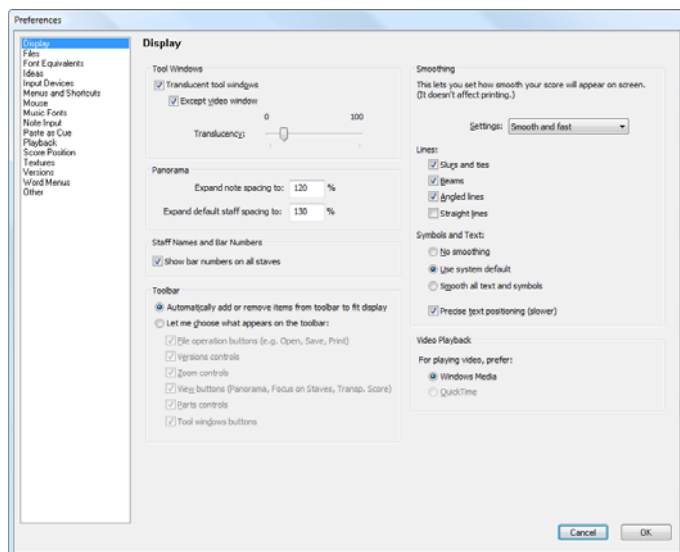 Preferences
Display
Files
Font Equivalents
Ideas
Input Devices
Menus and Shortcuts
Mouse
Music Fonts
Note Input
Paste as Cue
Playback
Score Position
Textures
Versions
Word Menus
Other
Display
Tool Windows
Translucent tool windows
Except video window
0 100
Translucency:
Panorama
Expand note spacing to: 120 %
Expand default staff spacing to: 130 %
Staff Names and Bar Numbers
Show bar numbers on all staves
Toolbar
Automatically add or remove items from toolbar to fit display
Let me choose what appears on the toolbar:
File operation buttons (e.g. Open, Save, Print)
Versions controls
Zoom controls
View buttons (Panorama, Focus on Staves, Transp. Score)
Parts controls
Tool windows buttons
Smoothing
This lets you set how smooth your score will appear on screen.
(It doesn't affect printing.)
Settings: Smooth and fast
Lines:
Slurs and ties
Beams
Angled lines
Straight lines
Symbols and Text:
No smoothing
Use system default
Smooth all text and symbols
Precise text positioning (slower)
Video Playback
For playing video, prefer:
Windows Media
QuickTime
Cancel OK